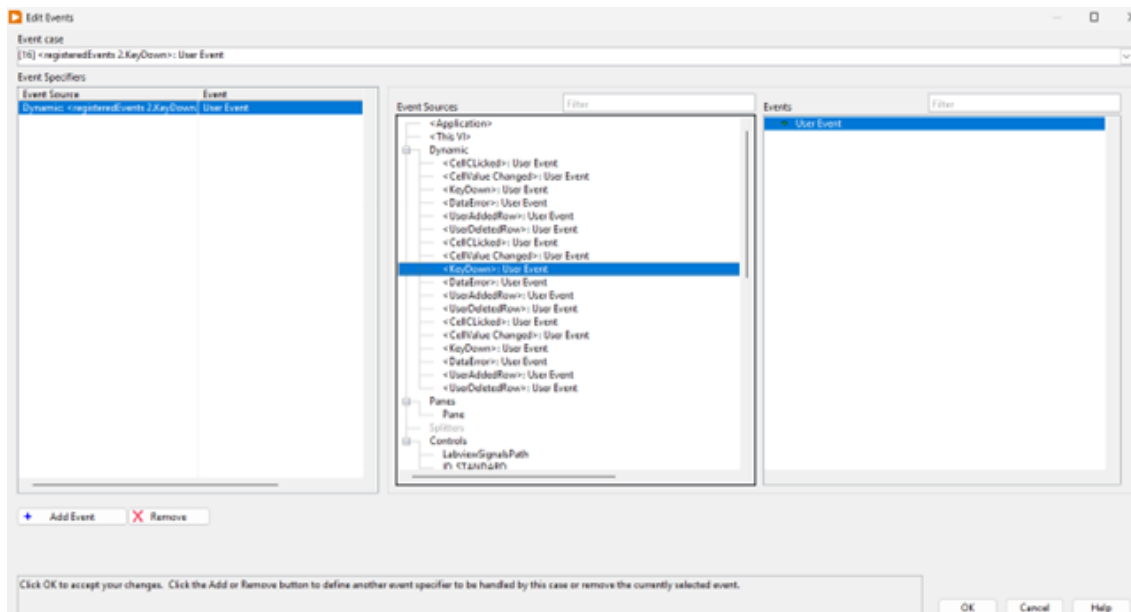 Edit Events
Event case
[16] <registeredEvents 2.KeyDown>: User Event
Event Specifiers
Event Source Event
Dynamic: <registeredEvents 2.KeyDown User Event
Event Sources
Filter
<Application>
<This VI>
Dynamic
<CellCLicked>: User Event
<CellValue Changed>: User Event
<KeyDown>: User Event
<DataError>: User Event
<UserAddedRow>: User Event
<UserDeletedRow>: User Event
<CellCLicked>: User Event
<CellValue Changed>: User Event
<KeyDown>: User Event
<DataError>: User Event
<UserAddedRow>: User Event
<UserDeletedRow>: User Event
<CellCLicked>: User Event
<CellValue Changed>: User Event
<KeyDown>: User Event
<DataError>: User Event
<UserAddedRow>: User Event
<UserDeletedRow>: User Event
Panes
Pane
Splitters
Controls
LabviewSignalsPath
IO_STANDARD
Events
Filter
User Event
Add Event
Remove
Click OK to accept your changes. Click the Add or Remove button to define another event specifier to be handled by this case or remove the currently selected event.
OK
Cancel
Help